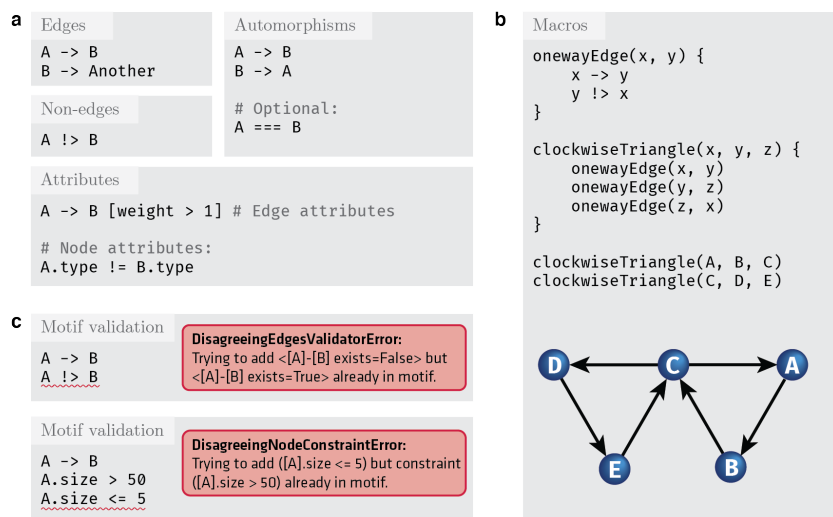 a
Edges
A -> B
B -> Another
Non-edges
A !> B
Automorphisms
A -> B
B -> A
# Optional:
A === B
Attributes
A -> B [weight > 1] # Edge attributes
# Node attributes:
A.type != B.type
b
Macros
onewayEdge(x, y) {
x -> y
y !> x
}
clockwiseTriangle(x, y, z) {
onewayEdge(x, y)
onewayEdge(y, z)
onewayEdge(z, x)
}
clockwiseTriangle(A, B, C)
clockwiseTriangle(C, D, E)
D
C
A
E
B
c
Motif validation
A -> B
A !> B
DisagreeingEdgesValidatorError:
Trying to add <[A]-[B] exists=False> but
<[A]-[B] exists=True> already in motif.
Motif validation
A -> B
A.size > 50
A.size <= 5
DisagreeingNodeConstraintError:
Trying to add ([A].size <= 5) but constraint
([A].size > 50) already in motif.